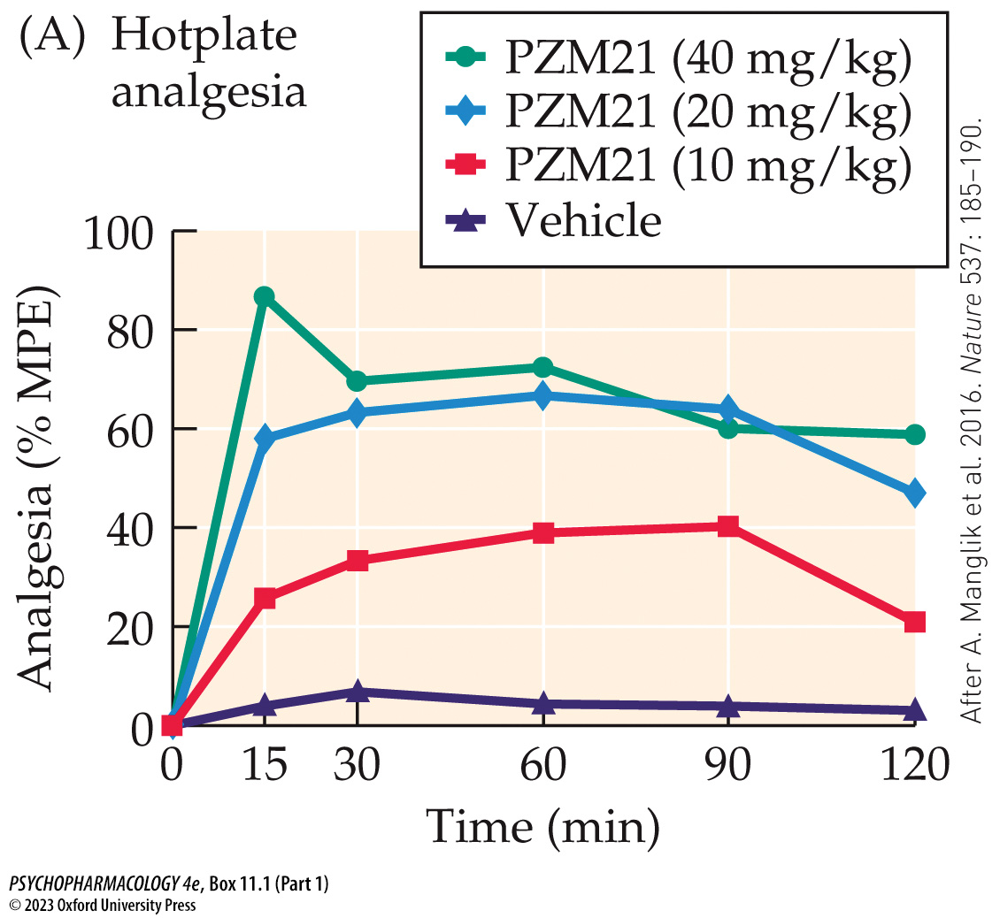 (A) Hotplate
analgesia
PZM21 (40 mg/kg)
PZM21 (20 mg/kg)
PZM21 (10 mg/kg)
Vehicle
Analgesia (% MPE)
100
80
60
40
20
0
0 15 30 60 90 120
Time (min)
After A. Manglik et al. 2016. Nature 537: 185–190.
PSYCHOPHARMACOLOGY 4e, Box 11.1 (Part 1)
© 2023 Oxford University Press